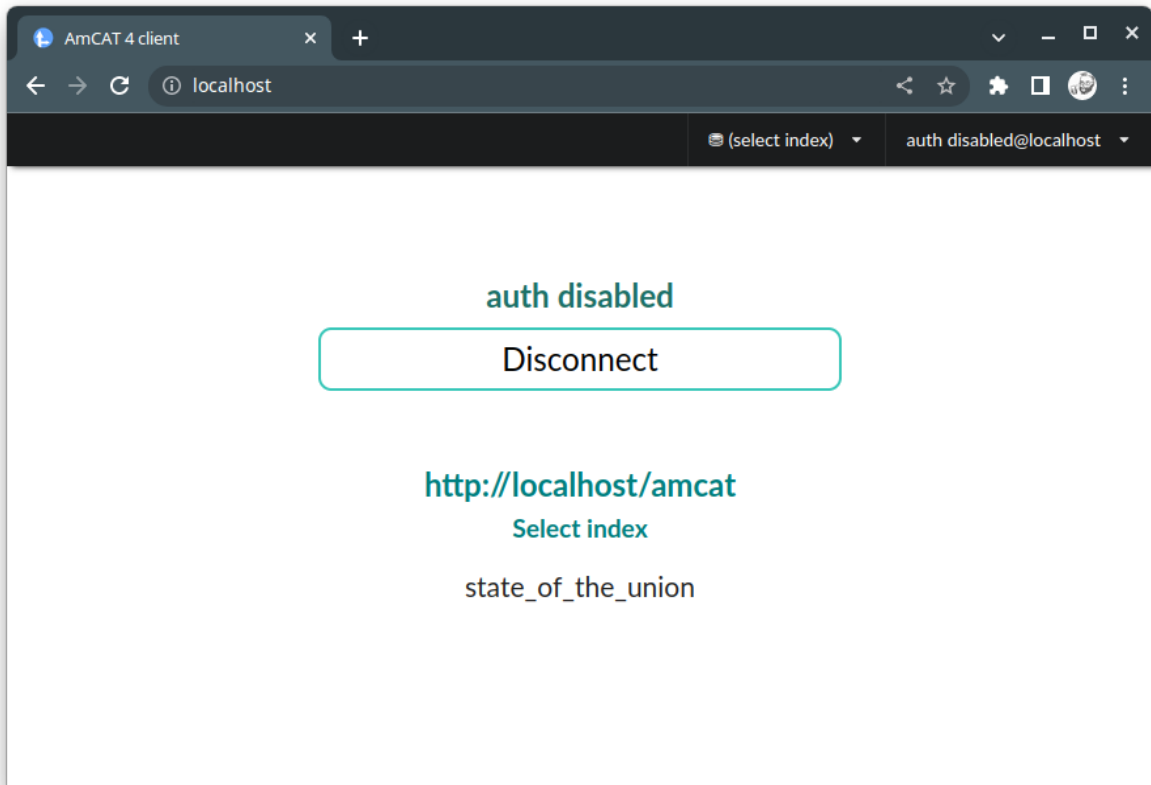 AmCAT 4 client
localhost
(select index)
auth disabled@localhost
auth disabled
Disconnect
http://localhost/amcat
Select index
state_of_the_union